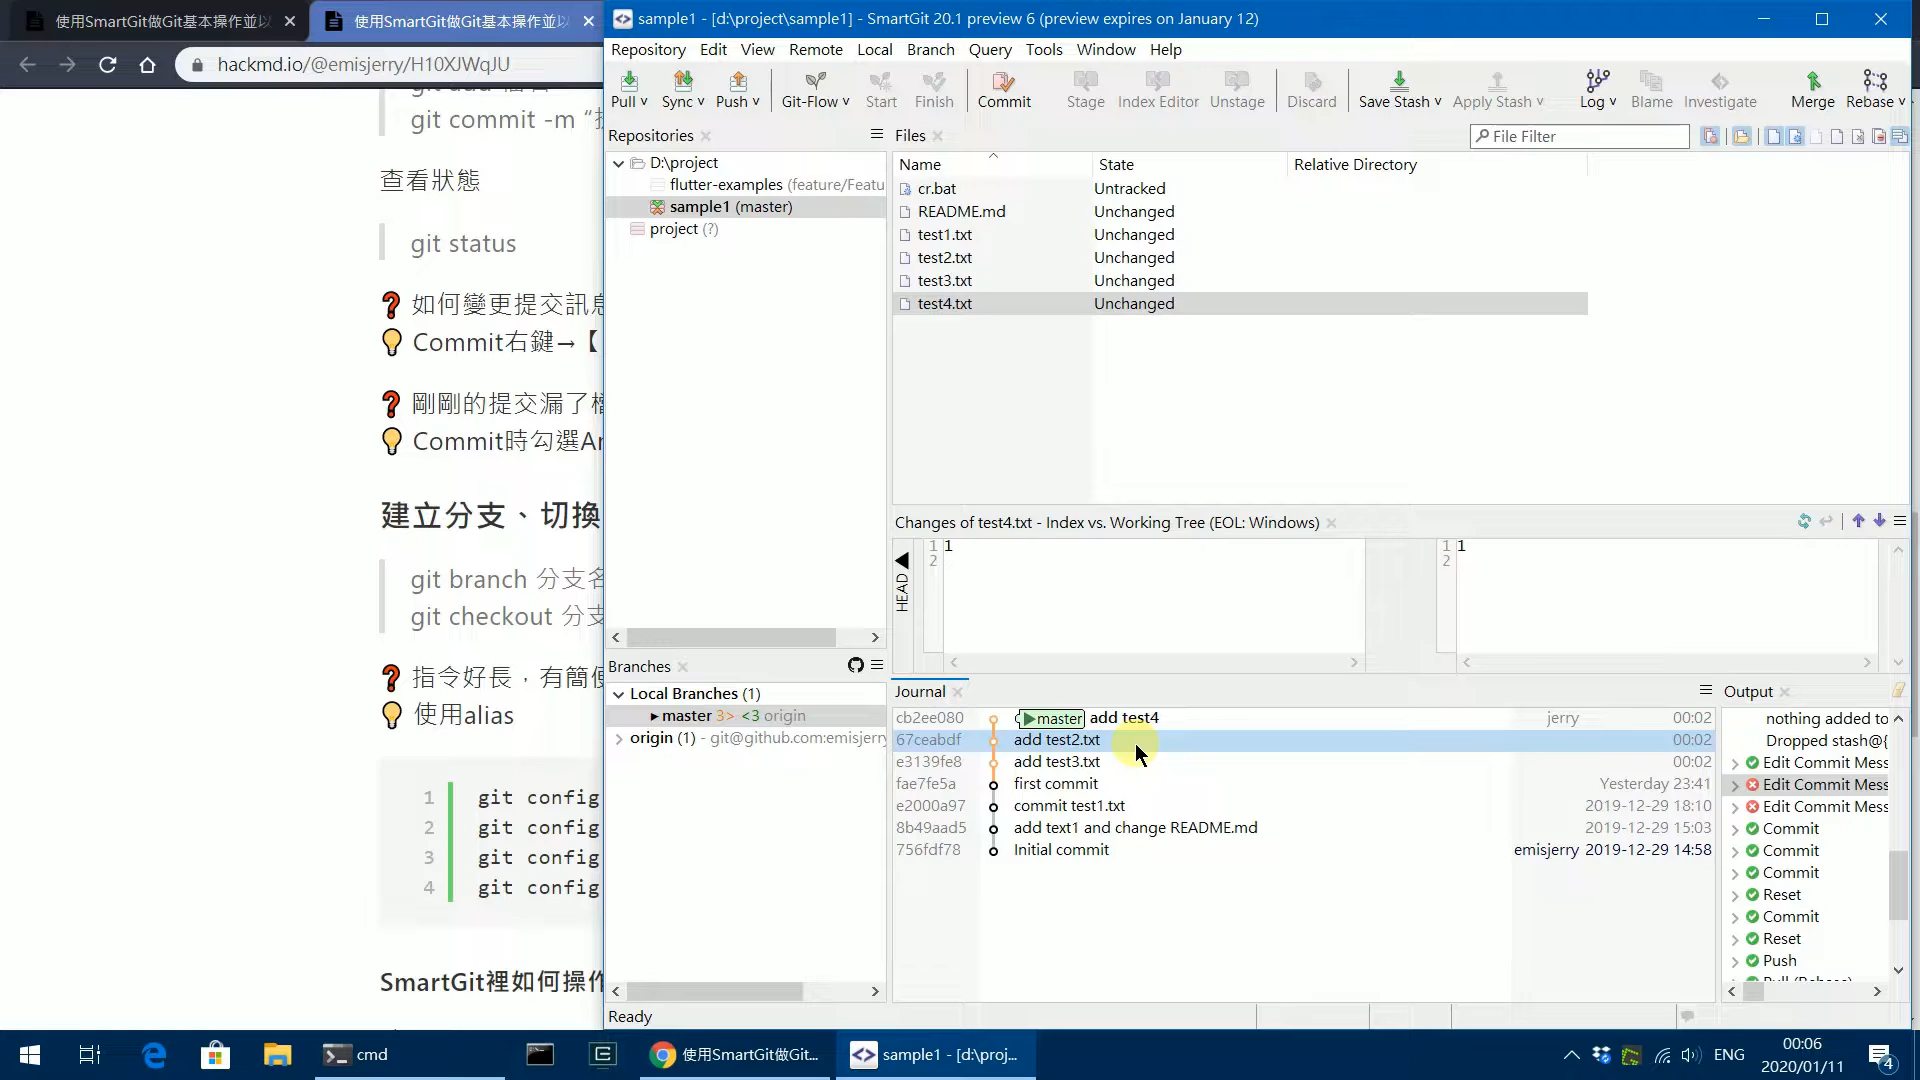 使用SmartGit做Git基本操作並以
使用SmartGit做Git基本操作並以
sample1 - [d:\project\sample1] - SmartGit 20.1 preview 6 (preview expires on January 12)
hackmd.io/@emisjerry/H10XJWqJU
Repository Edit View Remote Local Branch Query Tools Window Help
Pull Sync Push Git-Flow Start Finish Commit Stage Index Editor Unstage Discard Save Stash Apply Stash Log Blame Investigate Merge Rebase
git commit -m “
查看狀態
git status
如何變更提交訊息
Commit右鍵→【
剛剛的提交漏了檔
Commit時勾選Am
建立分支、切換
git branch 分支名
git checkout 分支
指令好長，有簡便
使用alias
1 git config
2 git config
3 git config
4 git config
SmartGit裡如何操作
Repositories
D:\project
flutter-examples (feature/Featu
sample1 (master)
project (?)
Files
File Filter
Name State Relative Directory
cr.bat Untracked
README.md Unchanged
test1.txt Unchanged
test2.txt Unchanged
test3.txt Unchanged
test4.txt Unchanged
Changes of test4.txt - Index vs. Working Tree (EOL: Windows)
HEAD
1 1
2
1 1
2
Branches
Local Branches (1)
master 3> <3 origin
origin (1) - git@github.com:emisjerry
Journal
cb2ee080 master add test4 jerry 00:02
67ceabdf add test2.txt 00:02
e3139fe8 add test3.txt 00:02
fae7fe5a first commit Yesterday 23:41
e2000a97 commit test1.txt 2019-12-29 18:10
8b49aad5 add text1 and change README.md 2019-12-29 15:03
756fdf78 Initial commit emisjerry 2019-12-29 14:58
Output
nothing added to
Dropped stash@{
Edit Commit Mess
Edit Commit Mess
Edit Commit Mess
Commit
Commit
Commit
Reset
Commit
Reset
Push
Ready
cmd
使用SmartGit做Git...
sample1 - [d:\proj...
ENG
00:06
2020/01/11
4